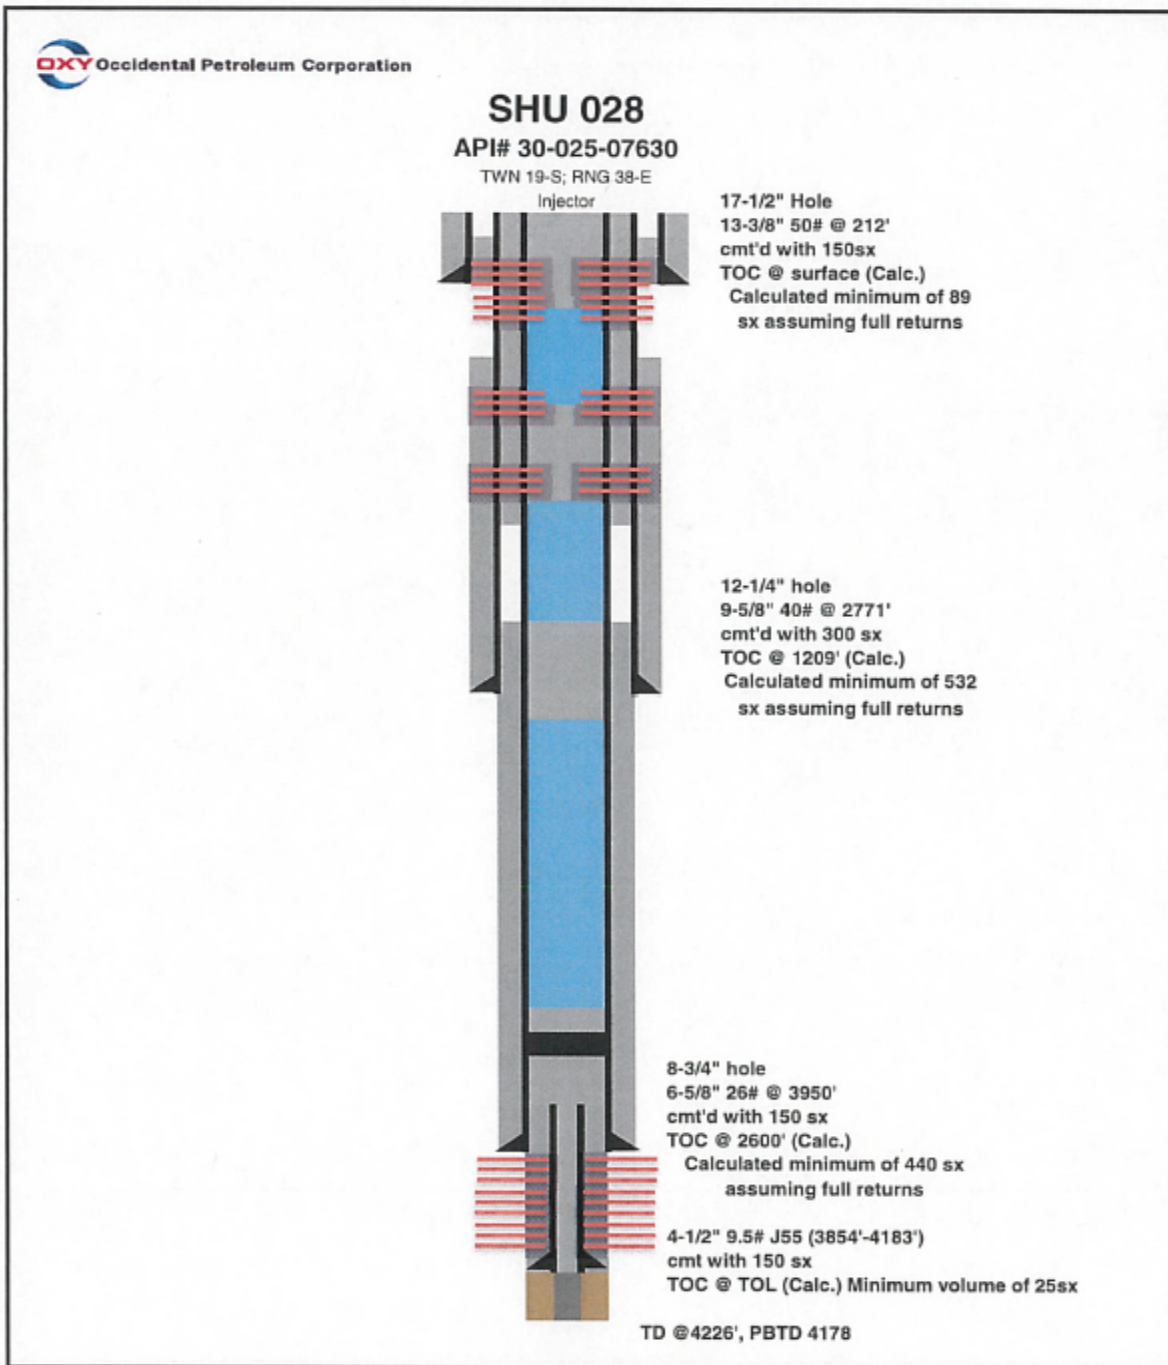 OXY Occidental Petroleum Corporation
SHU 028
API# 30-025-07630
TWN 19-S; RNG 38-E
Injector
17-1/2" Hole
13-3/8" 50# @ 212'
cmt'd with 150sx
TOC @ surface (Calc.)
Calculated minimum of 89
sx assuming full returns
12-1/4" hole
9-5/8" 40# @ 2771'
cmt'd with 300 sx
TOC @ 1209' (Calc.)
Calculated minimum of 532
sx assuming full returns
8-3/4" hole
6-5/8" 26# @ 3950'
cmt'd with 150 sx
TOC @ 2600' (Calc.)
Calculated minimum of 440 sx
assuming full returns
4-1/2" 9.5# J55 (3854'-4183')
cmt with 150 sx
TOC @ TOL (Calc.) Minimum volume of 25sx
TD @4226', PBTD 4178